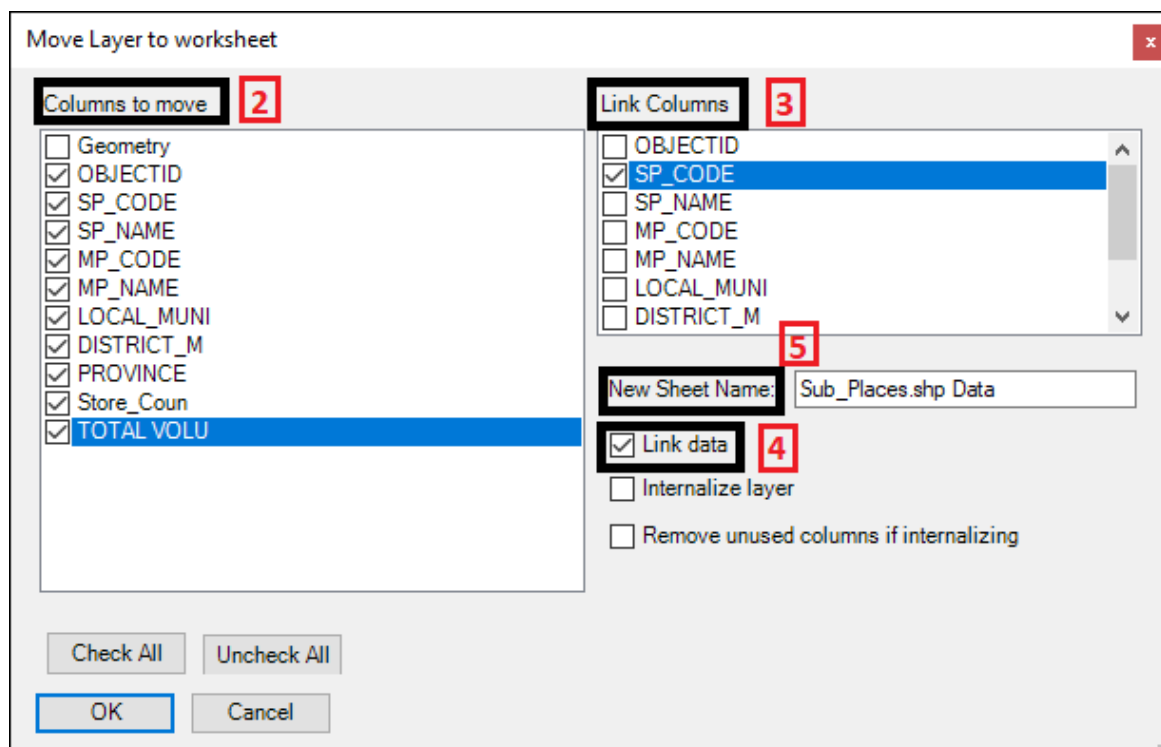 Move Layer to worksheet
x
Columns to move
2
Geometry
OBJECTID
SP_CODE
SP_NAME
MP_CODE
MP_NAME
LOCAL_MUNI
DISTRICT_M
PROVINCE
Store_Coun
TOTAL VOLU
Link Columns
3
OBJECTID
SP_CODE
SP_NAME
MP_CODE
MP_NAME
LOCAL_MUNI
DISTRICT_M
5
New Sheet Name: Sub_Places.shp Data
Link data
4
Internalize layer
Remove unused columns if internalizing
Check All
Uncheck All
OK
Cancel